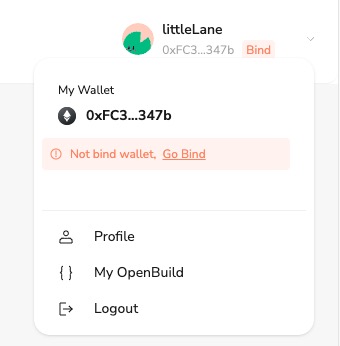 littleLane
0xFC3...347b Bind
My Wallet
0xFC3...347b
Not bind wallet, Go Bind
Profile
{ } My OpenBuild
Logout